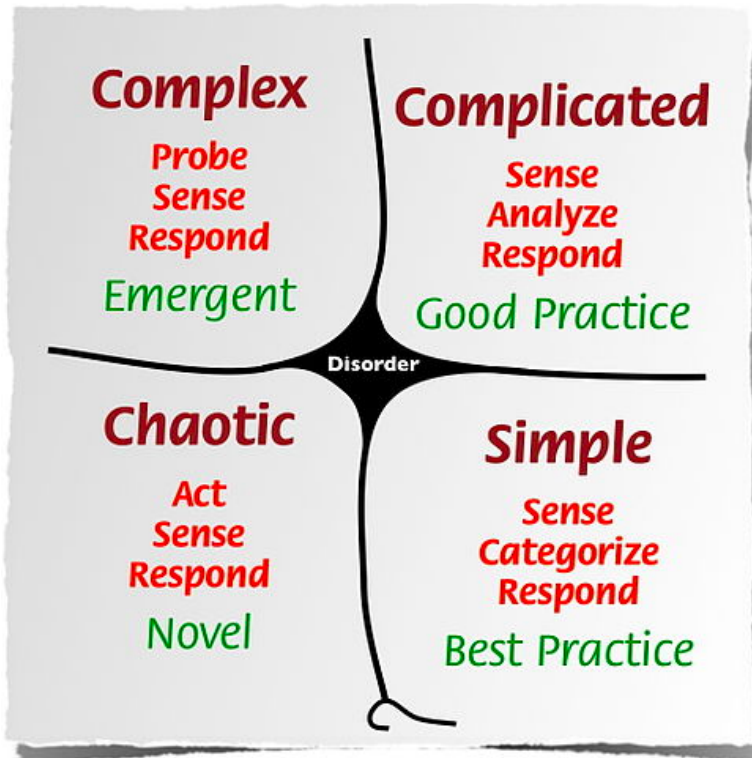 Complex
Probe
Sense
Respond
Emergent
Complicated
Sense
Analyze
Respond
Good Practice
Disorder
Chaotic
Act
Sense
Respond
Novel
Simple
Sense
Categorize
Respond
Best Practice